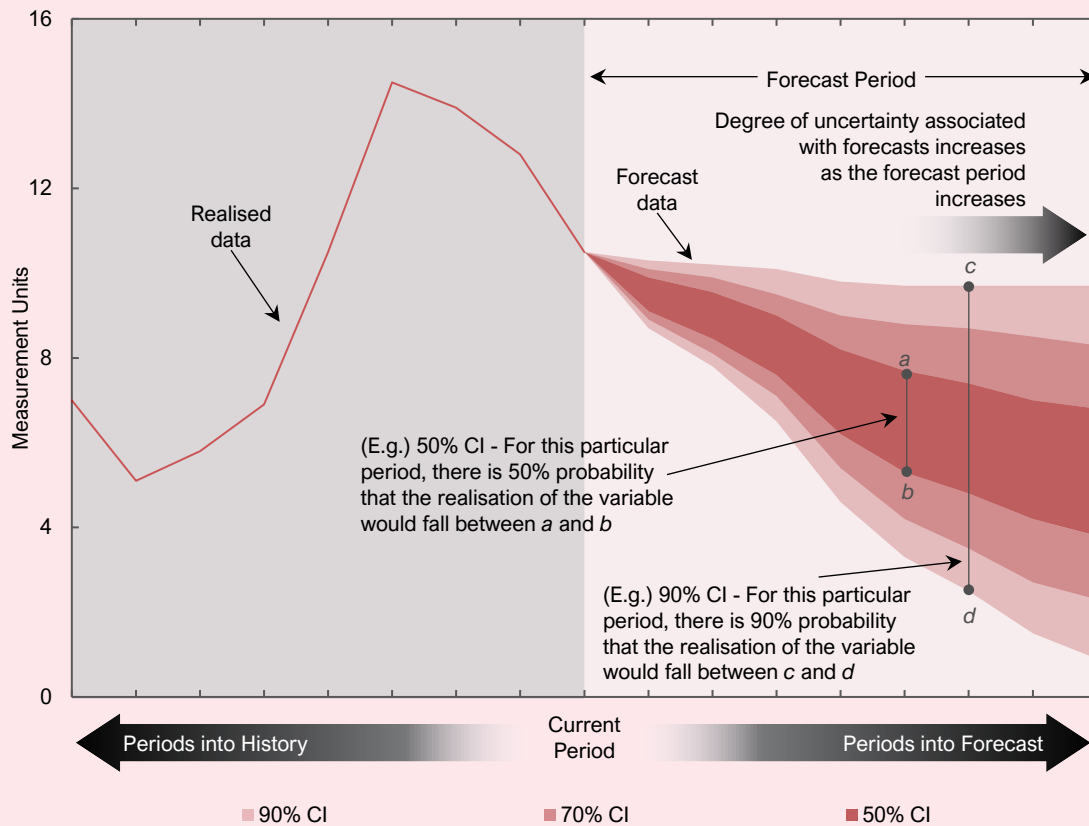 16
12
8
4
0
Measurement Units
Forecast Period
Degree of uncertainty associated
with forecasts increases
as the forecast period
increases
Forecast
data
Realised
data
c
a
(E.g.) 50% CI - For this particular
period, there is 50% probability
that the realisation of the variable
would fall between a and b
b
(E.g.) 90% CI - For this particular
period, there is 90% probability
that the realisation of the variable
would fall between c and d
d
Periods into History
Current
Period
Periods into Forecast
90% CI
70% CI
50% CI